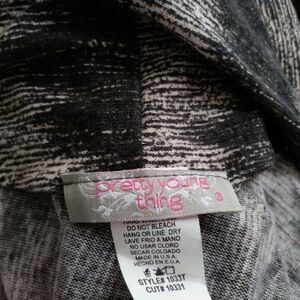 pretty young
thing
DO NOT BLEACH
HANG OR LINE DRY
LAVE FRIO A MANO
NO USAR CLORO
SECAR COLGADO
MADE IN U.S.A.
HECHO EN E.U.A.
STYLE# 1033T
CUT# 10331